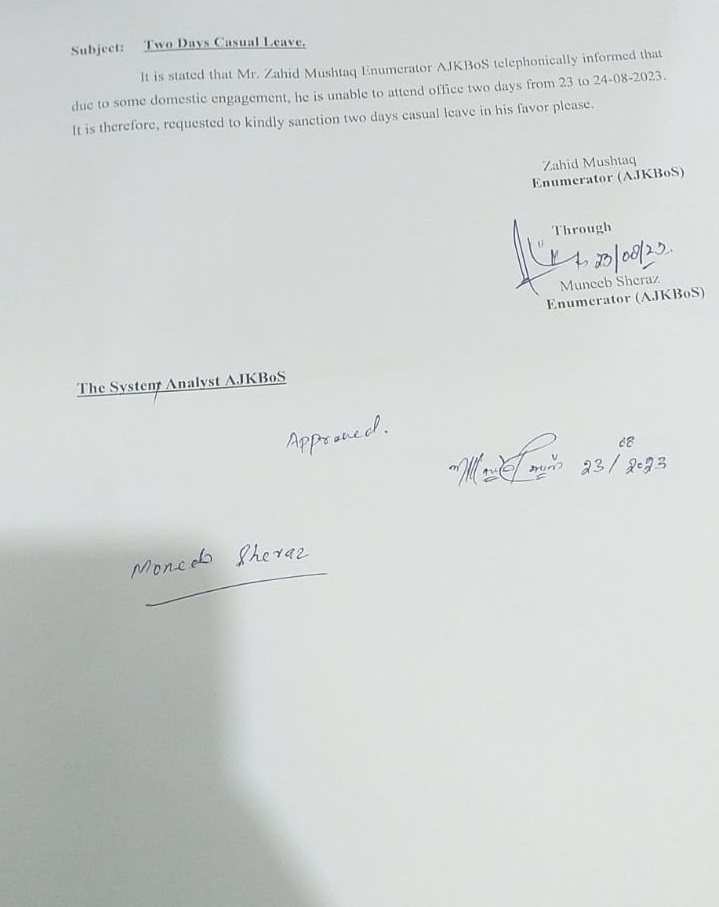 Subject: Two Days Casual Leave.
It is stated that Mr. Zahid Mushtaq Enumerator AJKBoS telephonically informed that
due to some domestic engagement, he is unable to attend office two days from 23 to 24-08-2023.
It is therefore, requested to kindly sanction two days casual leave in his favor please.
Zahid Mushtaq
Enumerator (AJKBoS)
Through
23/08/23.
Muneeb Sheraz
Enumerator (AJKBoS)
The System Analyst AJKBoS
Approved.
08
23/2023
Moneeb Sheraz